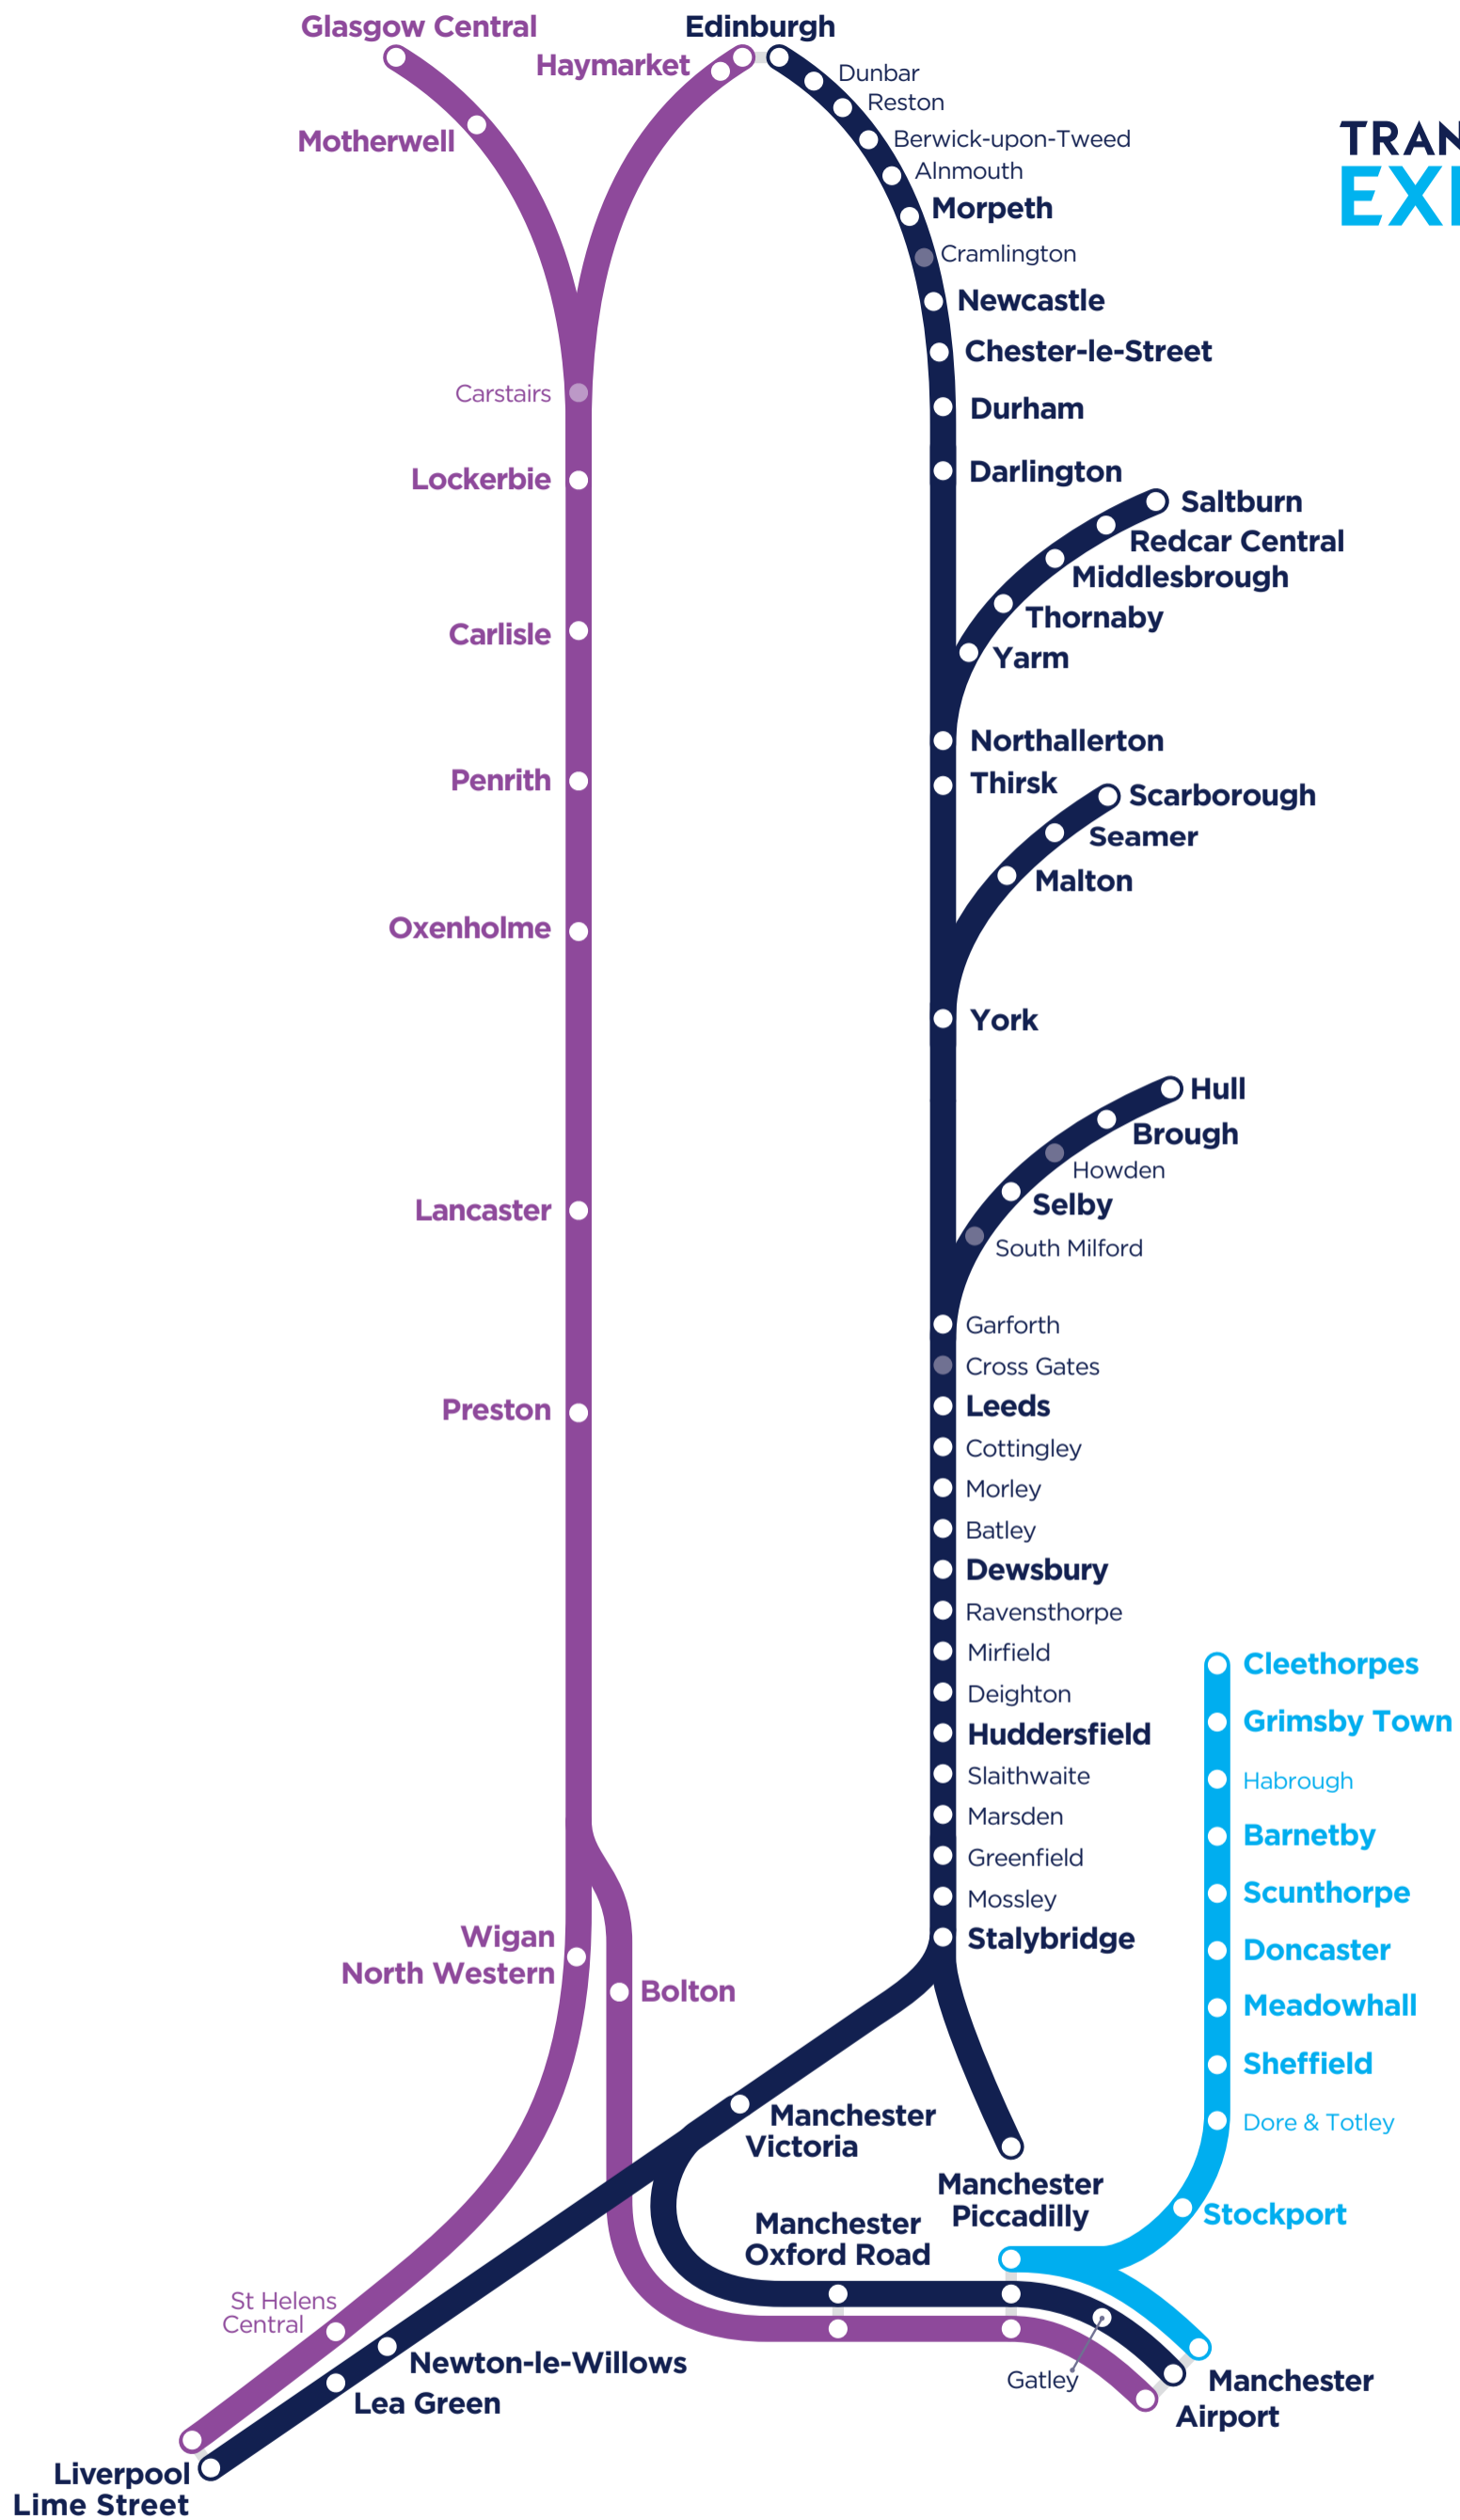 Glasgow Central
Edinburgh
Haymarket
Dunbar
Reston
Motherwell
Berwick-upon-Tweed
TRAN
Alnmouth
EXP
Morpeth
Cramlington
Newcastle
Chester-le-Street
Carstairs
Durham
Lockerbie
Darlington
Saltburn
Redcar Central
Middlesbrough
Thornaby
Carlisle
Yarm
Northallerton
Penrith
Thirsk
Scarborough
Seamer
Malton
Oxenholme
York
Hull
Brough
Howden
Selby
Lancaster
South Milford
Garforth
Cross Gates
Preston
Leeds
Cottingley
Morley
Batley
Dewsbury
Ravensthorpe
Mirfield
Cleethorpes
Deighton
Grimsby Town
Huddersfield
Slaithwaite
Habrough
Marsden
Barnetby
Greenfield
Scunthorpe
Mossley
Wigan
North Western
Stalybridge
Doncaster
Bolton
Meadowhall
Sheffield
Manchester
Victoria
Dore & Totley
Manchester
Piccadilly
Stockport
Manchester
Oxford Road
St Helens
Central
Newton-le-Willows
Gatley
Manchester
Airport
Lea Green
Liverpool
Lime Street